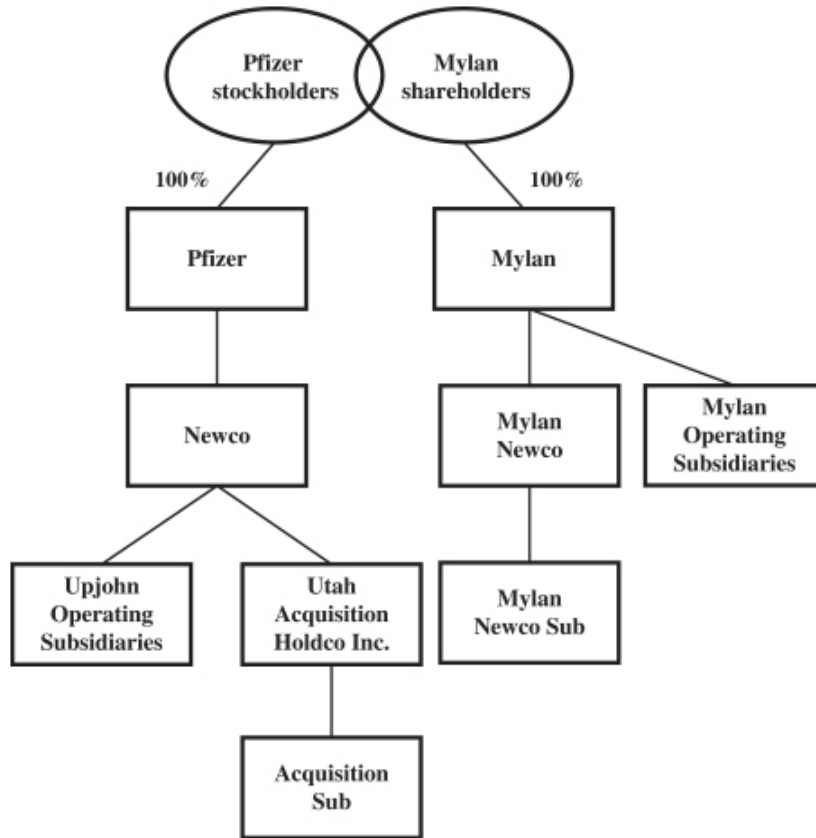 Pfizer
stockholders
Mylan
shareholders
100%
100%
Pfizer
Mylan
Newco
Mylan
Newco
Mylan
Operating
Subsidiaries
Upjohn
Operating
Subsidiaries
Utah
Acquisition
Holdco Inc.
Mylan
Newco Sub
Acquisition
Sub